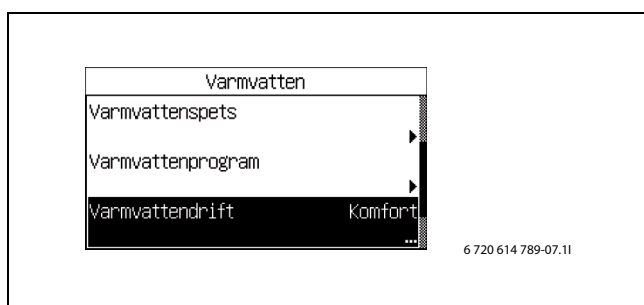 Varmvatten
Varmvattenspets
Varmvattenprogram
Varmvattendrift Komfort
...
6 720 614 789-07.1I